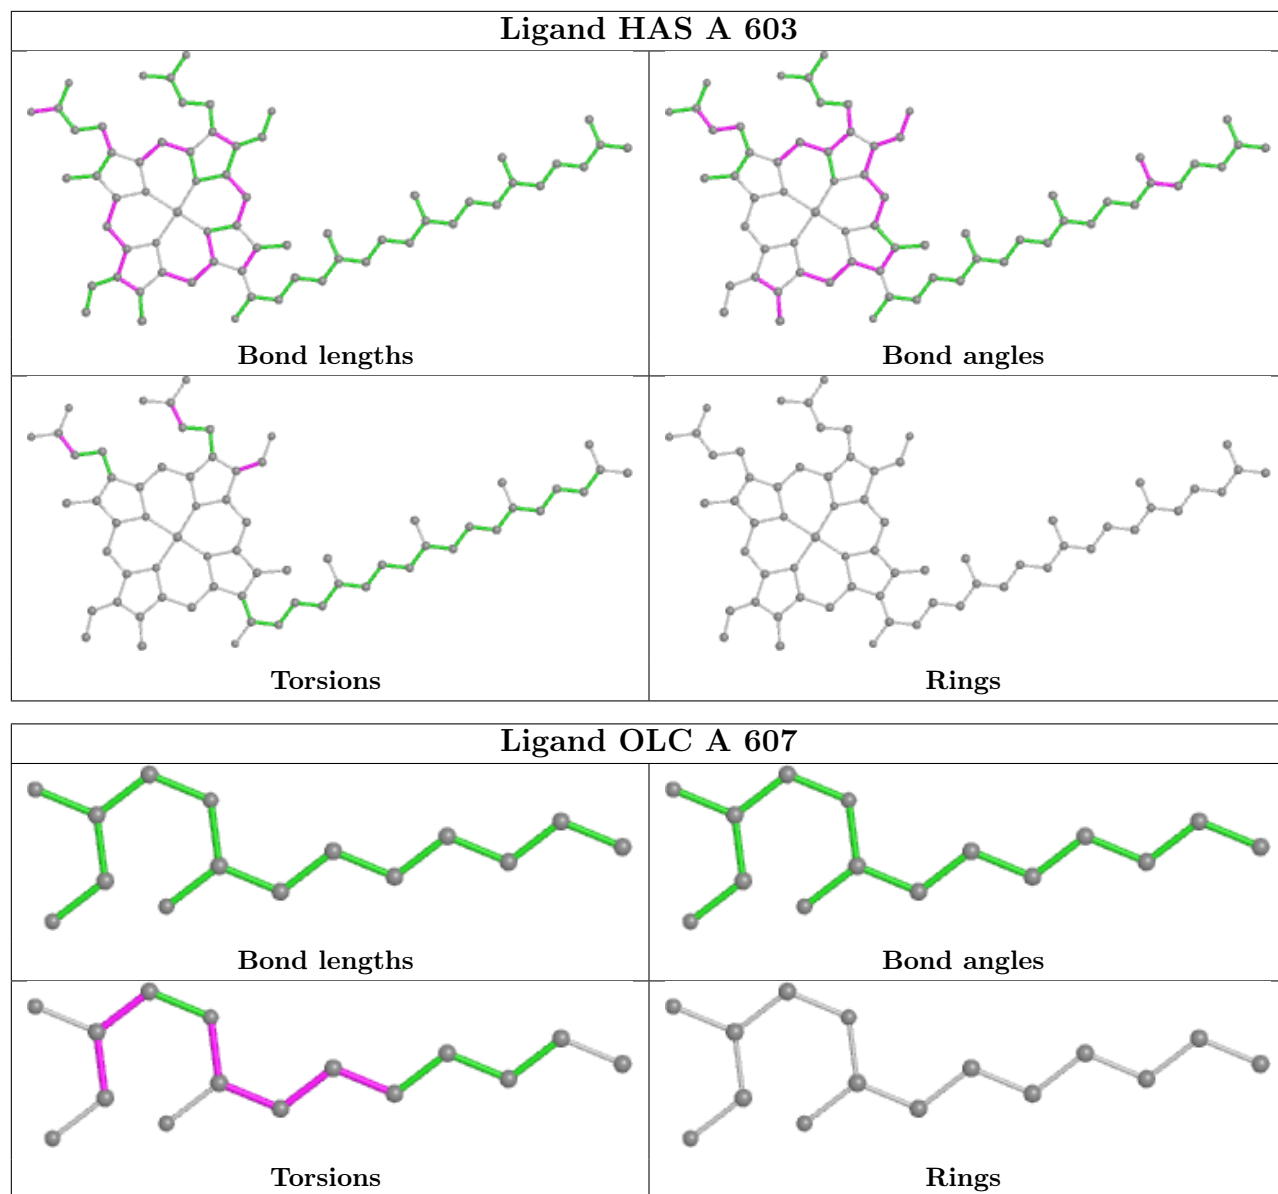 Ligand HAS A 603
Bond lengths
Bond angles
Torsions
Rings
Ligand OLC A 607
Bond lengths
Bond angles
Torsions
Rings